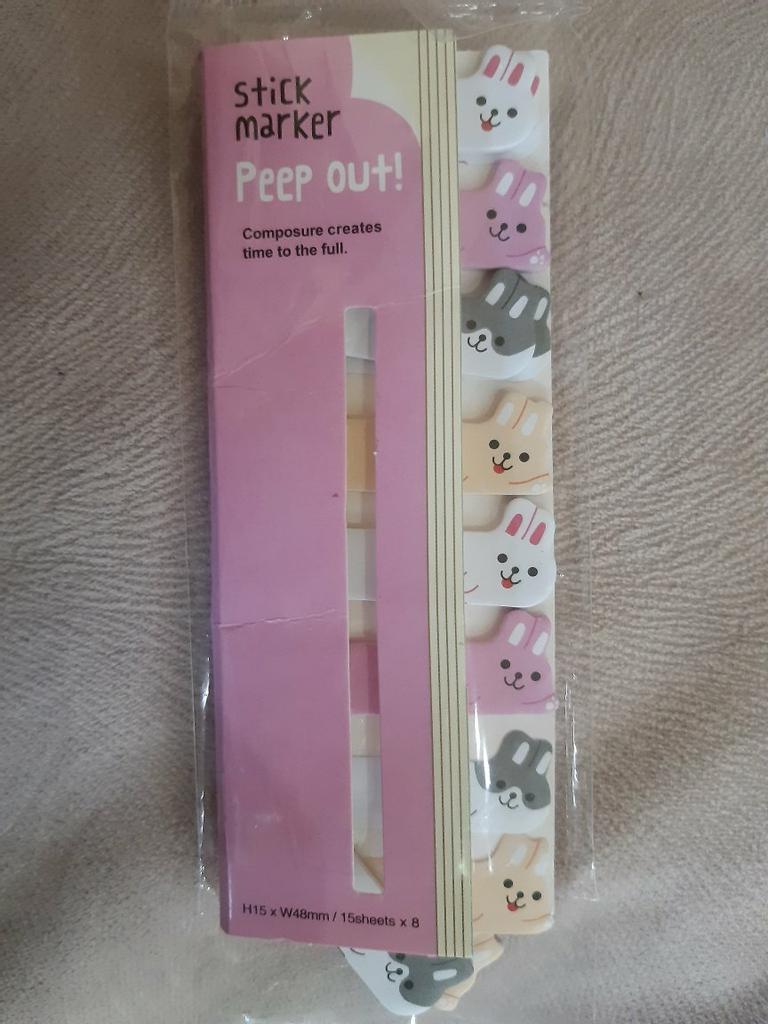 stick
marker
Peep out!
Composure creates
time to the full.
H15 x W48mm / 15sheets x 8